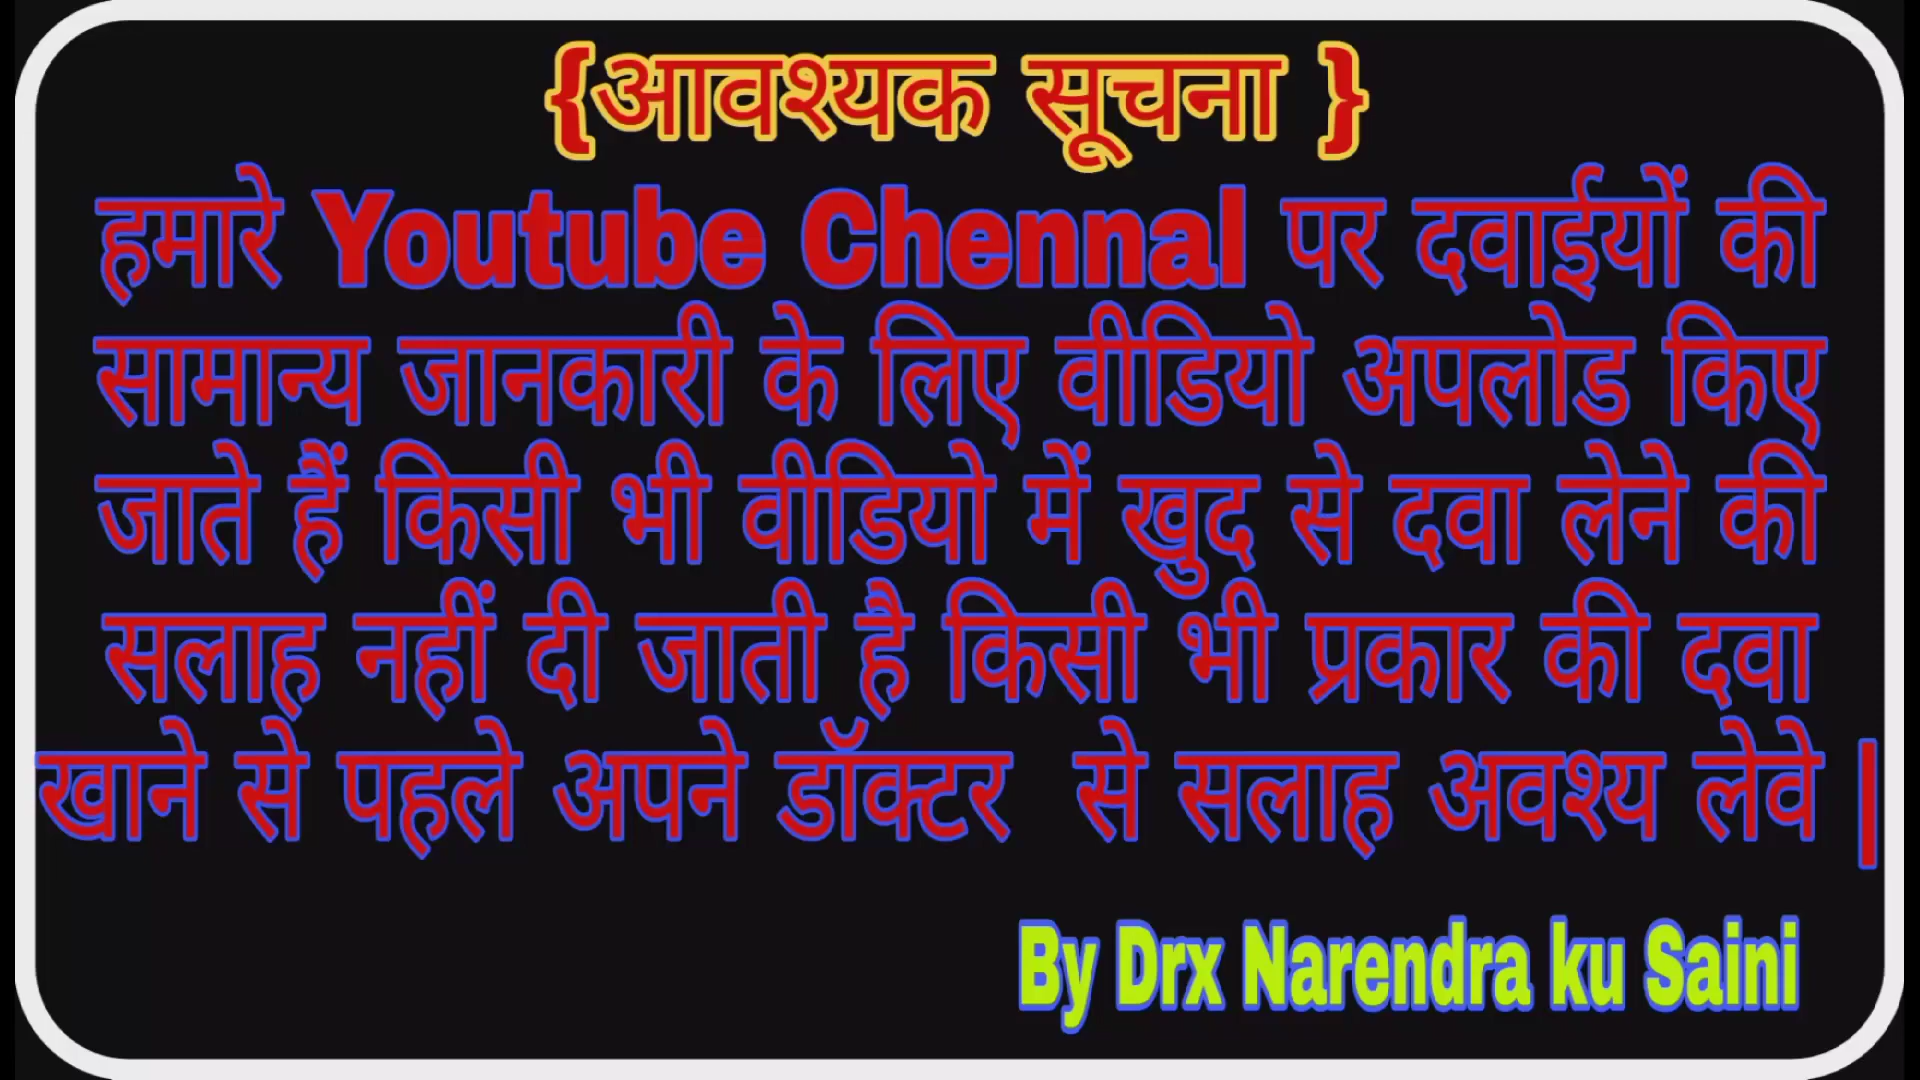 {आवश्यक सूचना }
हमारे Youtube Chennal पर दवाईयों की
सामान्य जानकारी के लिए वीडियो अपलोड किए
जाते हैं किसी भी वीडियो में खुद से दवा लेने की
सलाह नहीं दी जाती है किसी भी प्रकार की दवा
खाने से पहले अपने डॉक्टर से सलाह अवश्य लेवे |
By Drx Narendra ku Saini